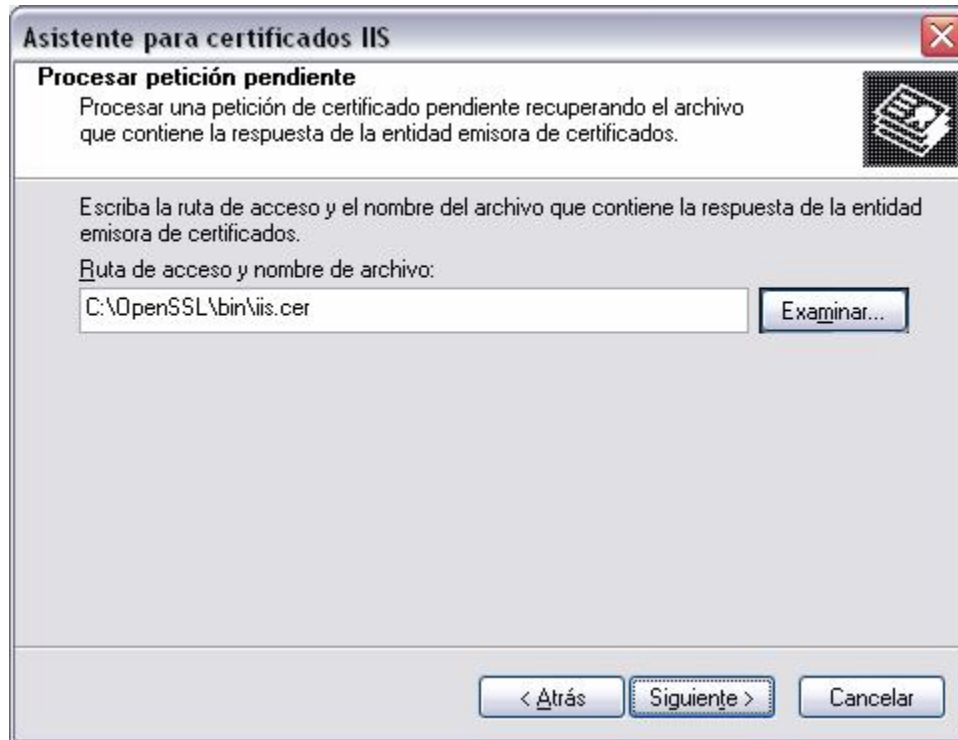 Asistente para certificados IIS
Procesar petición pendiente
Procesar una petición de certificado pendiente recuperando el archivo
que contiene la respuesta de la entidad emisora de certificados.
Escriba la ruta de acceso y el nombre del archivo que contiene la respuesta de la entidad
emisora de certificados.
Ruta de acceso y nombre de archivo:
C:\OpenSSL\bin\iis.cer
Examinar...
< Atrás
Siguiente >
Cancelar